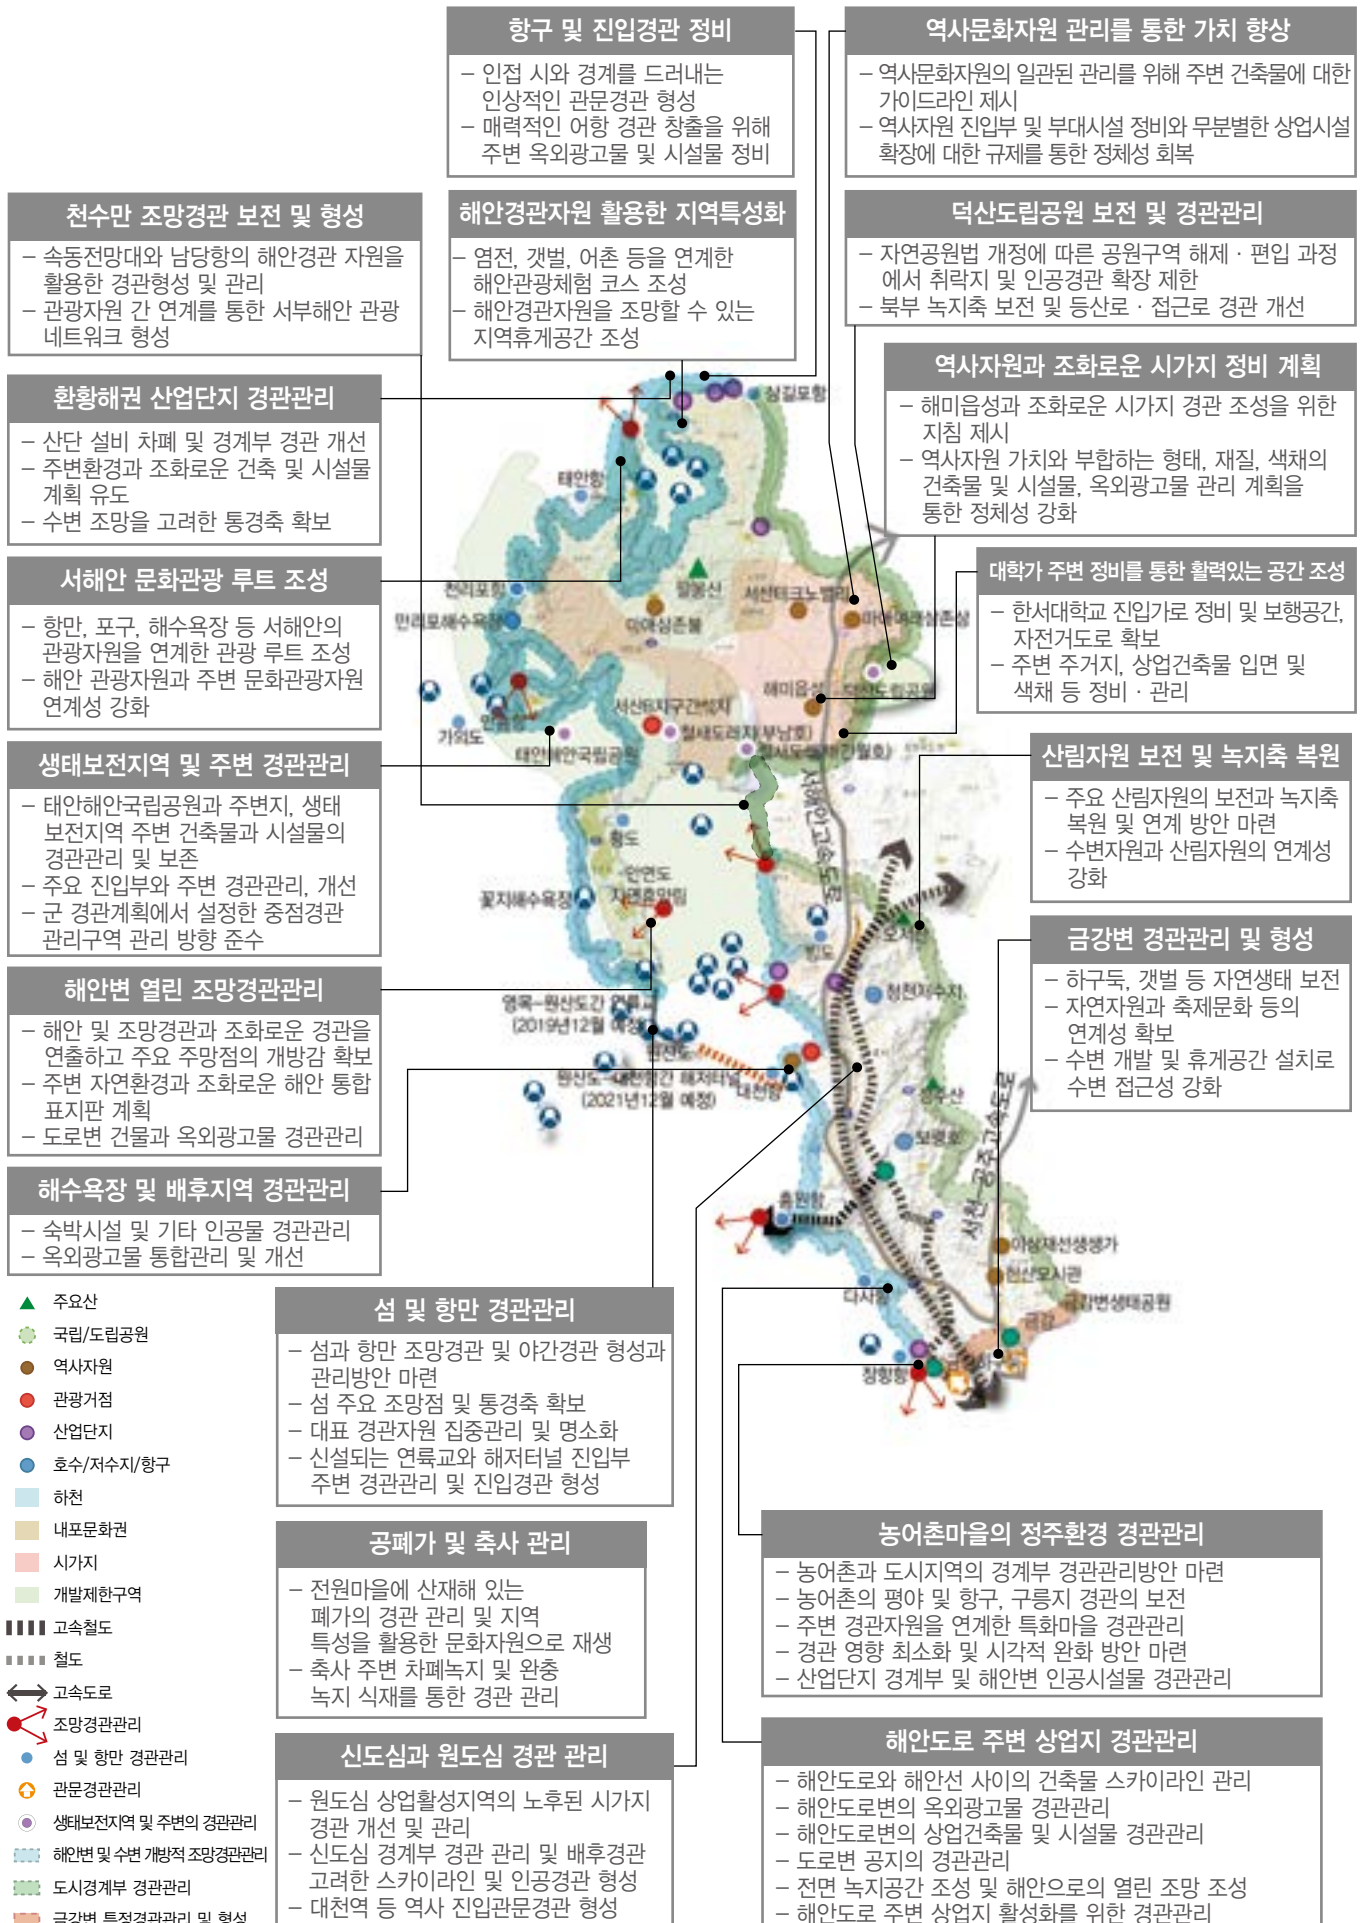 항구 및 진입경관 정비
– 인접 시와 경계를 드러내는
인상적인 관문경관 형성
– 매력적인 어항 경관 창출을 위해
주변 옥외광고물 및 시설물 정비
역사문화자원 관리를 통한 가치 향상
– 역사문화자원의 일관된 관리를 위해 주변 건축물에 대한
가이드라인 제시
– 역사자원 진입부 및 부대시설 정비와 무분별한 상업시설
확장에 대한 규제를 통한 정체성 회복
천수만 조망경관 보전 및 형성
– 속동전망대와 남당항의 해안경관 자원을
활용한 경관형성 및 관리
– 관광자원 간 연계를 통한 서부해안 관광
네트워크 형성
해안경관자원 활용한 지역특성화
– 염전, 갯벌, 어촌 등을 연계한
해안관광체험 코스 조성
– 해안경관자원을 조망할 수 있는
지역휴게공간 조성
덕산도립공원 보전 및 경관관리
– 자연공원법 개정에 따른 공원구역 해제 · 편입 과정
에서 취락지 및 인공경관 확장 제한
– 북부 녹지축 보전 및 등산로 · 접근로 경관 개선
환황해권 산업단지 경관관리
– 산단 설비 차폐 및 경계부 경관 개선
– 주변환경과 조화로운 건축 및 시설물
계획 유도
– 수변 조망을 고려한 통경축 확보
역사자원과 조화로운 시가지 정비 계획
– 해미읍성과 조화로운 시가지 경관 조성을 위한
지침 제시
– 역사자원 가치와 부합하는 형태, 재질, 색채의
건축물 및 시설물, 옥외광고물 관리 계획을
통한 정체성 강화
서해안 문화관광 루트 조성
– 항만, 포구, 해수욕장 등 서해안의
관광자원을 연계한 관광 루트 조성
– 해안 관광자원과 주변 문화관광자원
연계성 강화
대학가 주변 정비를 통한 활력있는 공간 조성
– 한서대학교 진입가로 정비 및 보행공간,
자전거도로 확보
– 주변 주거지, 상업건축물 입면 및
색채 등 정비 · 관리
생태보전지역 및 주변 경관관리
– 태안해안국립공원과 주변지, 생태
보전지역 주변 건축물과 시설물의
경관관리 및 보존
– 주요 진입부와 주변 경관관리, 개선
– 군 경관계획에서 설정한 중점경관
관리구역 관리 방향 준수
산림자원 보전 및 녹지축 복원
– 주요 산림자원의 보전과 녹지축
복원 및 연계 방안 마련
– 수변자원과 산림자원의 연계성
강화
해안변 열린 조망경관관리
– 해안 및 조망경관과 조화로운 경관을
연출하고 주요 주망점의 개방감 확보
– 주변 자연환경과 조화로운 해안 통합
표지판 계획
– 도로변 건물과 옥외광고물 경관관리
금강변 경관관리 및 형성
– 하구둑, 갯벌 등 자연생태 보전
– 자연자원과 축제문화 등의
연계성 확보
– 수변 개발 및 휴게공간 설치로
수변 접근성 강화
해수욕장 및 배후지역 경관관리
– 숙박시설 및 기타 인공물 경관관리
– 옥외광고물 통합관리 및 개선
삼길포항
태안항
천리포항
만리포해수욕장
팔봉산
서산테크노밸리
마애삼존불
마애여래삼존상
해미읍성
덕산도립공원
서산B지구간척지
철새도래지(부남호)
가의도
안흥항
태안해안국립공원
서해안고속도로
황도
안면도
자연휴양림
꽃지해수욕장
빙도
청천저수지
영목–원산도간 연륙교
(2019년12월 예정)
원산도
원산도–대천항간 해저터널
(2021년12월 예정)
대천항
보령호
서천–공주고속도로
홍원항
이상재선생생가
한산모시관
다사항
금강변생태공원
금강
장항항
주요산
국립/도립공원
역사자원
관광거점
산업단지
호수/저수지/항구
하천
내포문화권
시가지
개발제한구역
고속철도
철도
고속도로
조망경관관리
섬 및 항만 경관관리
관문경관관리
생태보전지역 및 주변의 경관관리
해안변 및 수변 개방적 조망경관관리
도시경계부 경관관리
금강변 특정경관관리 및 형성
섬 및 항만 경관관리
– 섬과 항만 조망경관 및 야간경관 형성과
관리방안 마련
– 섬 주요 조망점 및 통경축 확보
– 대표 경관자원 집중관리 및 명소화
– 신설되는 연륙교와 해저터널 진입부
주변 경관관리 및 진입경관 형성
공폐가 및 축사 관리
– 전원마을에 산재해 있는
폐가의 경관 관리 및 지역
특성을 활용한 문화자원으로 재생
– 축사 주변 차폐녹지 및 완충
녹지 식재를 통한 경관 관리
신도심과 원도심 경관 관리
– 원도심 상업활성지역의 노후된 시가지
경관 개선 및 관리
– 신도심 경계부 경관 관리 및 배후경관
고려한 스카이라인 및 인공경관 형성
– 대천역 등 역사 진입관문경관 형성
농어촌마을의 정주환경 경관관리
– 농어촌과 도시지역의 경계부 경관관리방안 마련
– 농어촌의 평야 및 항구, 구릉지 경관의 보전
– 주변 경관자원을 연계한 특화마을 경관관리
– 경관 영향 최소화 및 시각적 완화 방안 마련
– 산업단지 경계부 및 해안변 인공시설물 경관관리
해안도로 주변 상업지 경관관리
– 해안도로와 해안선 사이의 건축물 스카이라인 관리
– 해안도로변의 옥외광고물 경관관리
– 해안도로변의 상업건축물 및 시설물 경관관리
– 도로변 공지의 경관관리
– 전면 녹지공간 조성 및 해안으로의 열린 조망 조성
– 해안도로 주변 상업지 활성화를 위한 경관관리